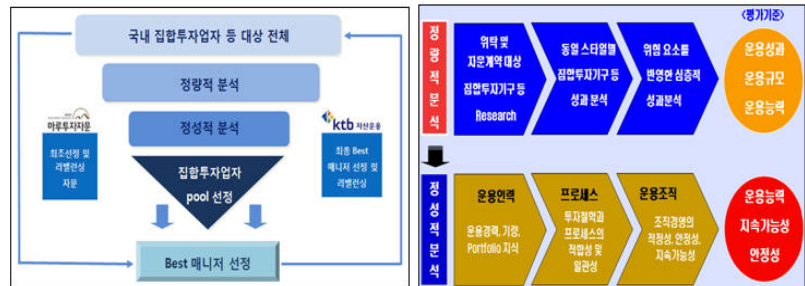 국내 집합투자업자 등 대상 전체
정량적 분석
정성적 분석
마루투자자문
최초선정 및
리밸런싱
자문
ktb 자산운용
최종 Best
매니저 선정 및
리밸런싱
집합투자업자
pool 선정
Best 매니저 선정
<평가기준>
정량적분석
위탁 및
자문계약 대상
집합투자기구 등
Research
동일 스타일별
집합투자기구 등
성과 분석
위험 요소를
반영한 심층적
성과분석
운용성과
운용규모
운용능력
정성적분석
운용인력
운용경력, 기강,
Portfolio 지식
프로세스
투자철학과
프로세스의
적합성 및
일관성
운용조직
조직경영의
적정성, 안정성,
지속가능성
운용능력
지속가능성
안정성